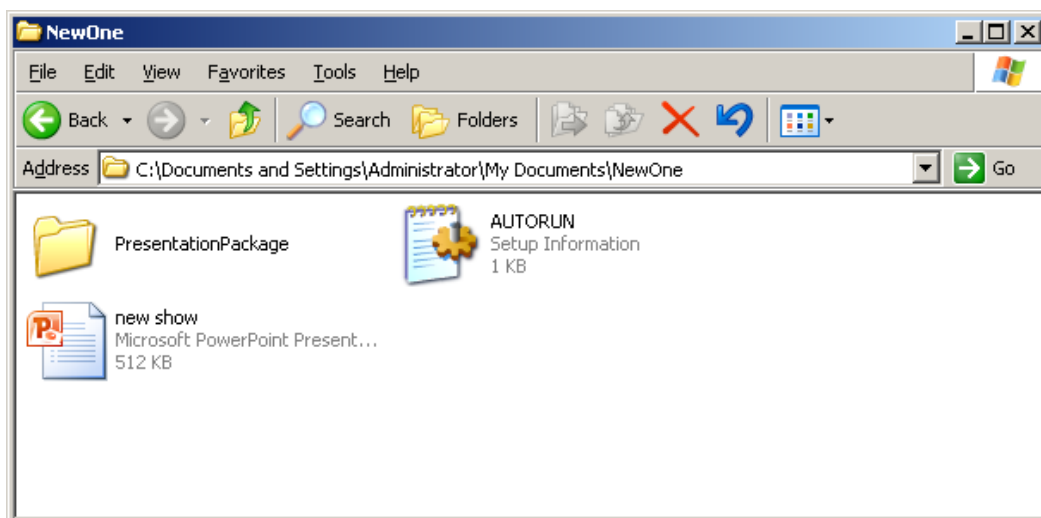 NewOne
File Edit View Favorites Tools Help
Back Search Folders
Address C:\Documents and Settings\Administrator\My Documents\NewOne Go
PresentationPackage
AUTORUN
Setup Information
1 KB
new show
Microsoft PowerPoint Present...
512 KB